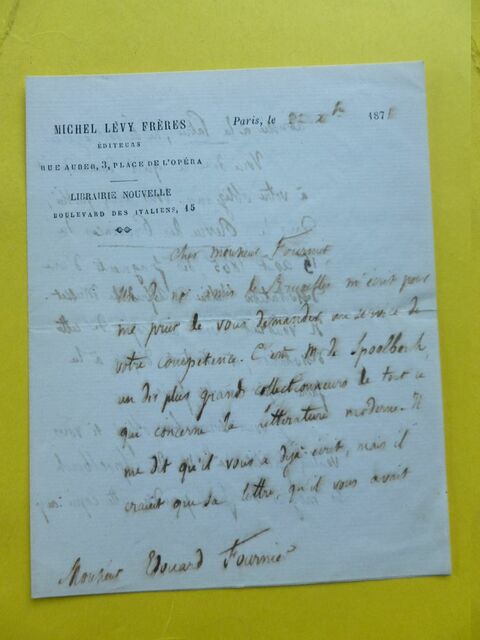 MICHEL LÉVY FRÈRES
ÉDITEURS
RUE AUBER, 3, PLACE DE L'OPÉRA
LIBRAIRIE NOUVELLE
BOULEVARD DES ITALIENS, 15
Paris, le 187
Cher Monsieur Fournier
Un de nos amis de Bruxelles m'écrit pour
me prier de vous demander un service de
votre compétence. C'est M. de Spoelberch,
un des plus grands collectionneurs de tout ce
qui concerne la littérature moderne. Il
me dit qu'il vous a déjà écrit, mais il
craint que sa lettre, qu'il vous avait
Monsieur Edouard Fournier